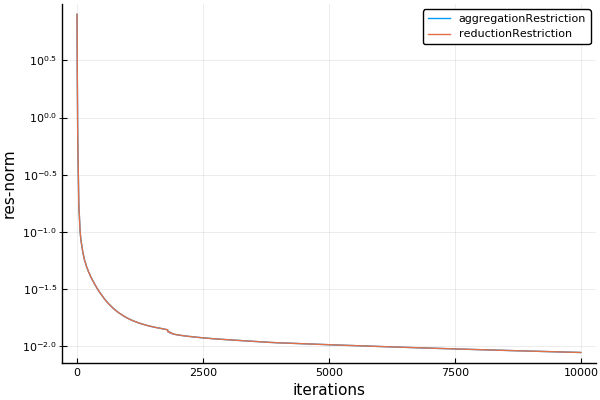 aggregationRestriction
reductionRestriction
res-norm
10^0.5
10^0.0
10^-0.5
10^-1.0
10^-1.5
10^-2.0
0 2500 5000 7500 10000
iterations